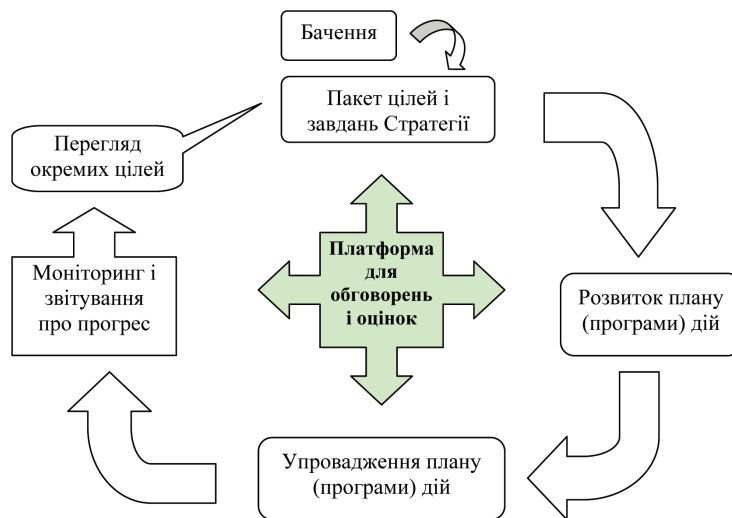 Бачення
Пакет цілей і
завдань Стратегії
Перегляд
окремих цілей
Платформа
для
обговорень
і оцінок
Моніторинг і
звітування
про прогрес
Розвиток плану
(програми) дій
Упровадження плану
(програми) дій